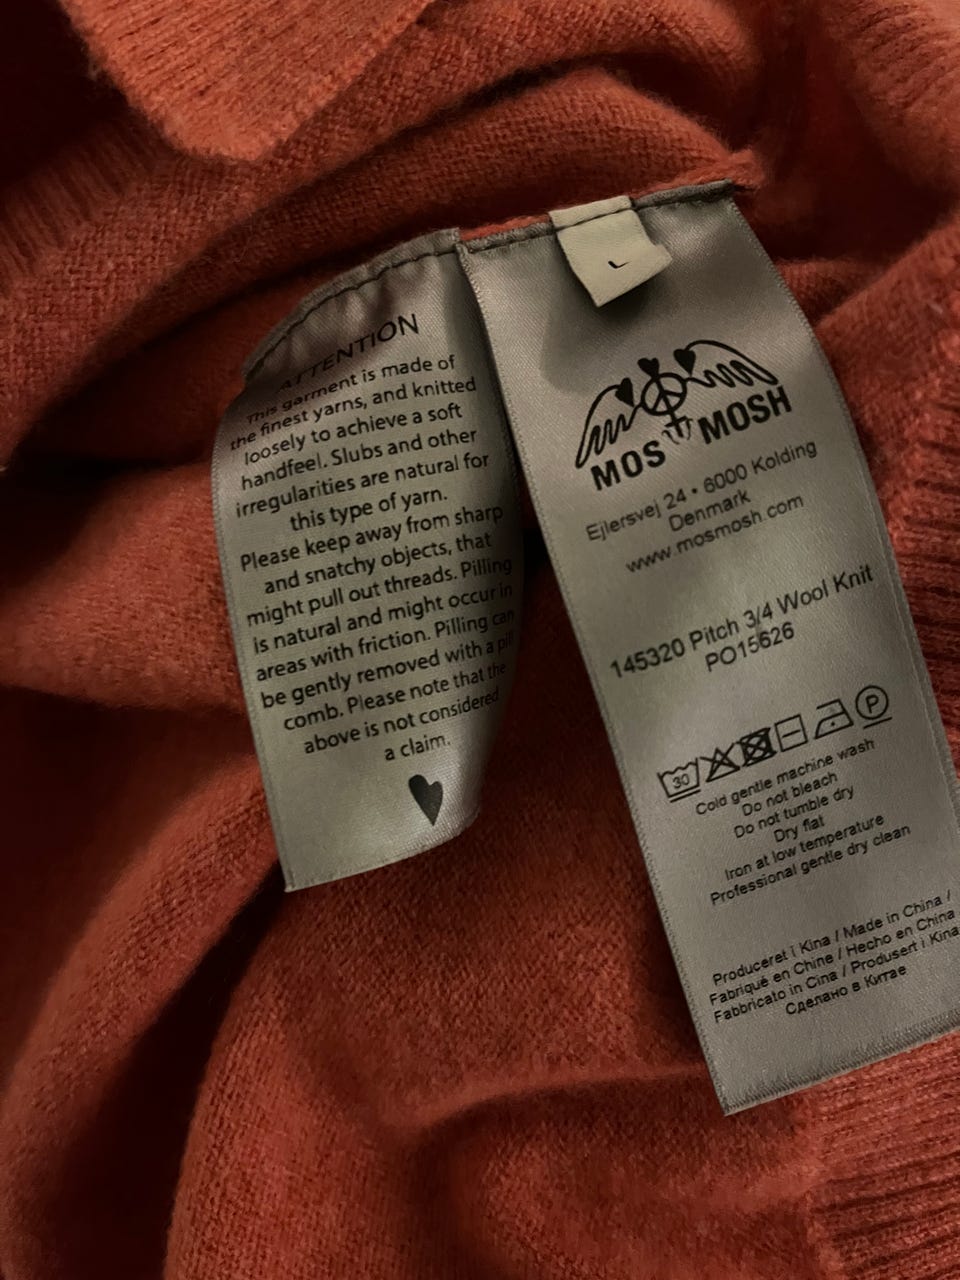 ATTENTION
This garment is made of
the finest yarns, and knitted
loosely to achieve a soft
handfeel. Slubs and other
irregularities are natural for
this type of yarn.
Please keep away from sharp
and snatchy objects, that
might pull out threads. Pilling
is natural and might occur in
areas with friction. Pilling can
be gently removed with a pill
comb. Please note that the
above is not considered
a claim.
L
MOS MOSH
Ejlersvej 24 • 6000 Kolding
Denmark
www.mosmosh.com
145320 Pitch 3/4 Wool Knit
PO15626
30 P
Cold gentle machine wash
Do not bleach
Do not tumble dry
Dry flat
Iron at low temperature
Professional gentle dry clean
Produceret i Kina / Made in China /
Fabriqué en Chine / Hecho en China
Fabbricato in Cina / Produsert i Kina
Сделано в Китае